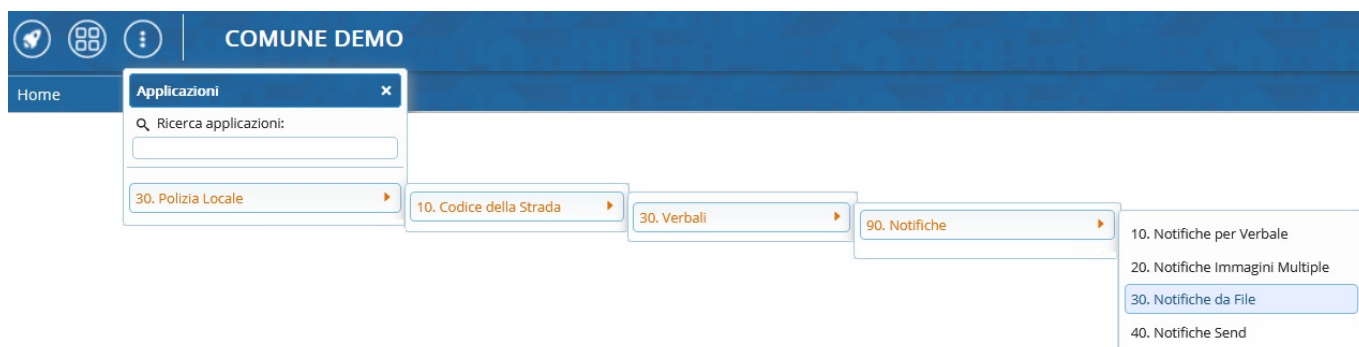 COMUNE DEMO
Home
Applicazioni
Ricerca applicazioni:
30. Polizia Locale
10. Codice della Strada
30. Verbali
90. Notifiche
10. Notifiche per Verbale
20. Notifiche Immagini Multiple
30. Notifiche da File
40. Notifiche Send